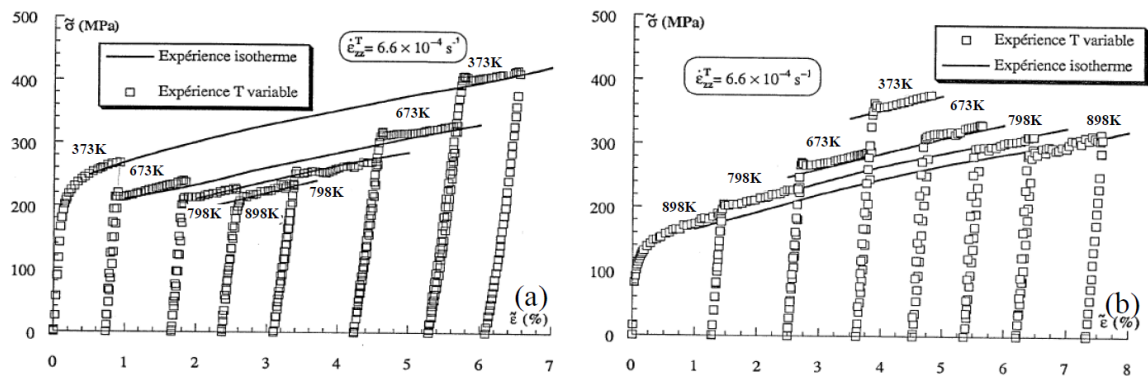 500
σ̃ (MPa)
Expérience isotherme
Expérience T variable
ε̇ᵀzz = 6.6 × 10⁻⁴ s⁻¹
373K
400
673K
300
373K
673K
200
798K
898K
798K
100
(a)
0
ε̃ (%)
0 1 2 3 4 5 6 7
500
σ̃ (MPa)
Expérience T variable
Expérience isotherme
ε̇ᵀzz = 6.6 × 10⁻⁴ s⁻¹
400
373K
673K
300
673K
798K
898K
798K
200
898K
100
(b)
0
ε̃ (%)
0 1 2 3 4 5 6 7 8